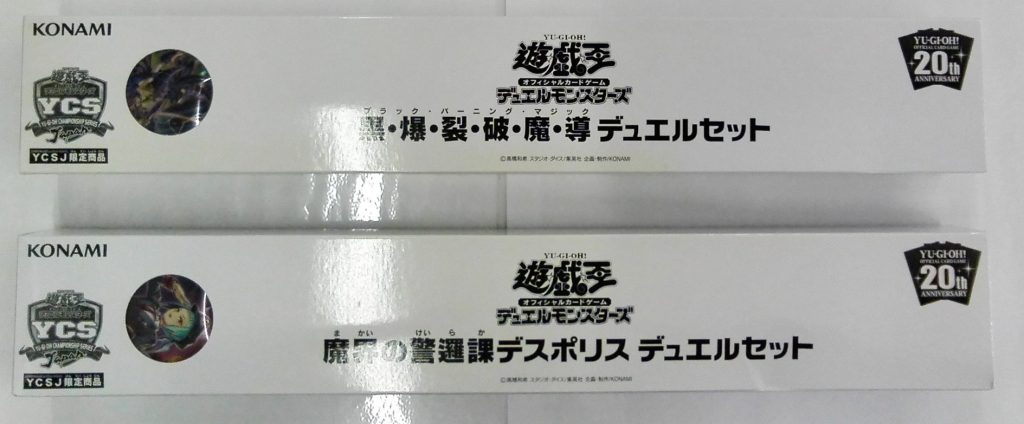 KONAMI
YU-GI-OH!
遊戯王
オフィシャルカードゲーム
デュエルモンスターズ
ブラック・バーニング・マジック
黒・爆・裂・破・魔・導 デュエルセット
©高橋和希 スタジオ・ダイス/集英社 企画・制作/KONAMI
YU-GI-OH!
OFFICIAL CARD GAME
20th
ANNIVERSARY
遊戯王
YCS
YU-GI-OH CHAMPIONSHIP SERIES
Japan
YCSJ限定商品
KONAMI
YU-GI-OH!
遊戯王
オフィシャルカードゲーム
デュエルモンスターズ
まかい けいらか
魔界の警邏課デスポリス デュエルセット
©高橋和希 スタジオ・ダイス/集英社 企画・制作/KONAMI
YU-GI-OH!
OFFICIAL CARD GAME
20th
ANNIVERSARY
遊戯王
YCS
YU-GI-OH CHAMPIONSHIP SERIES
Japan
YCSJ限定商品